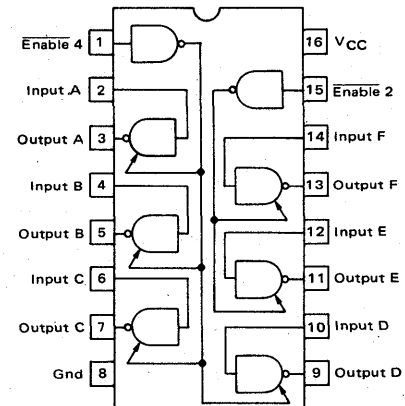 Enable 4 1
Input A 2
Output A 3
Input B 4
Output B 5
Input C 6
Output C 7
Gnd 8
16 VCC
15 Enable 2
14 Input F
13 Output F
12 Input E
11 Output E
10 Input D
9 Output D